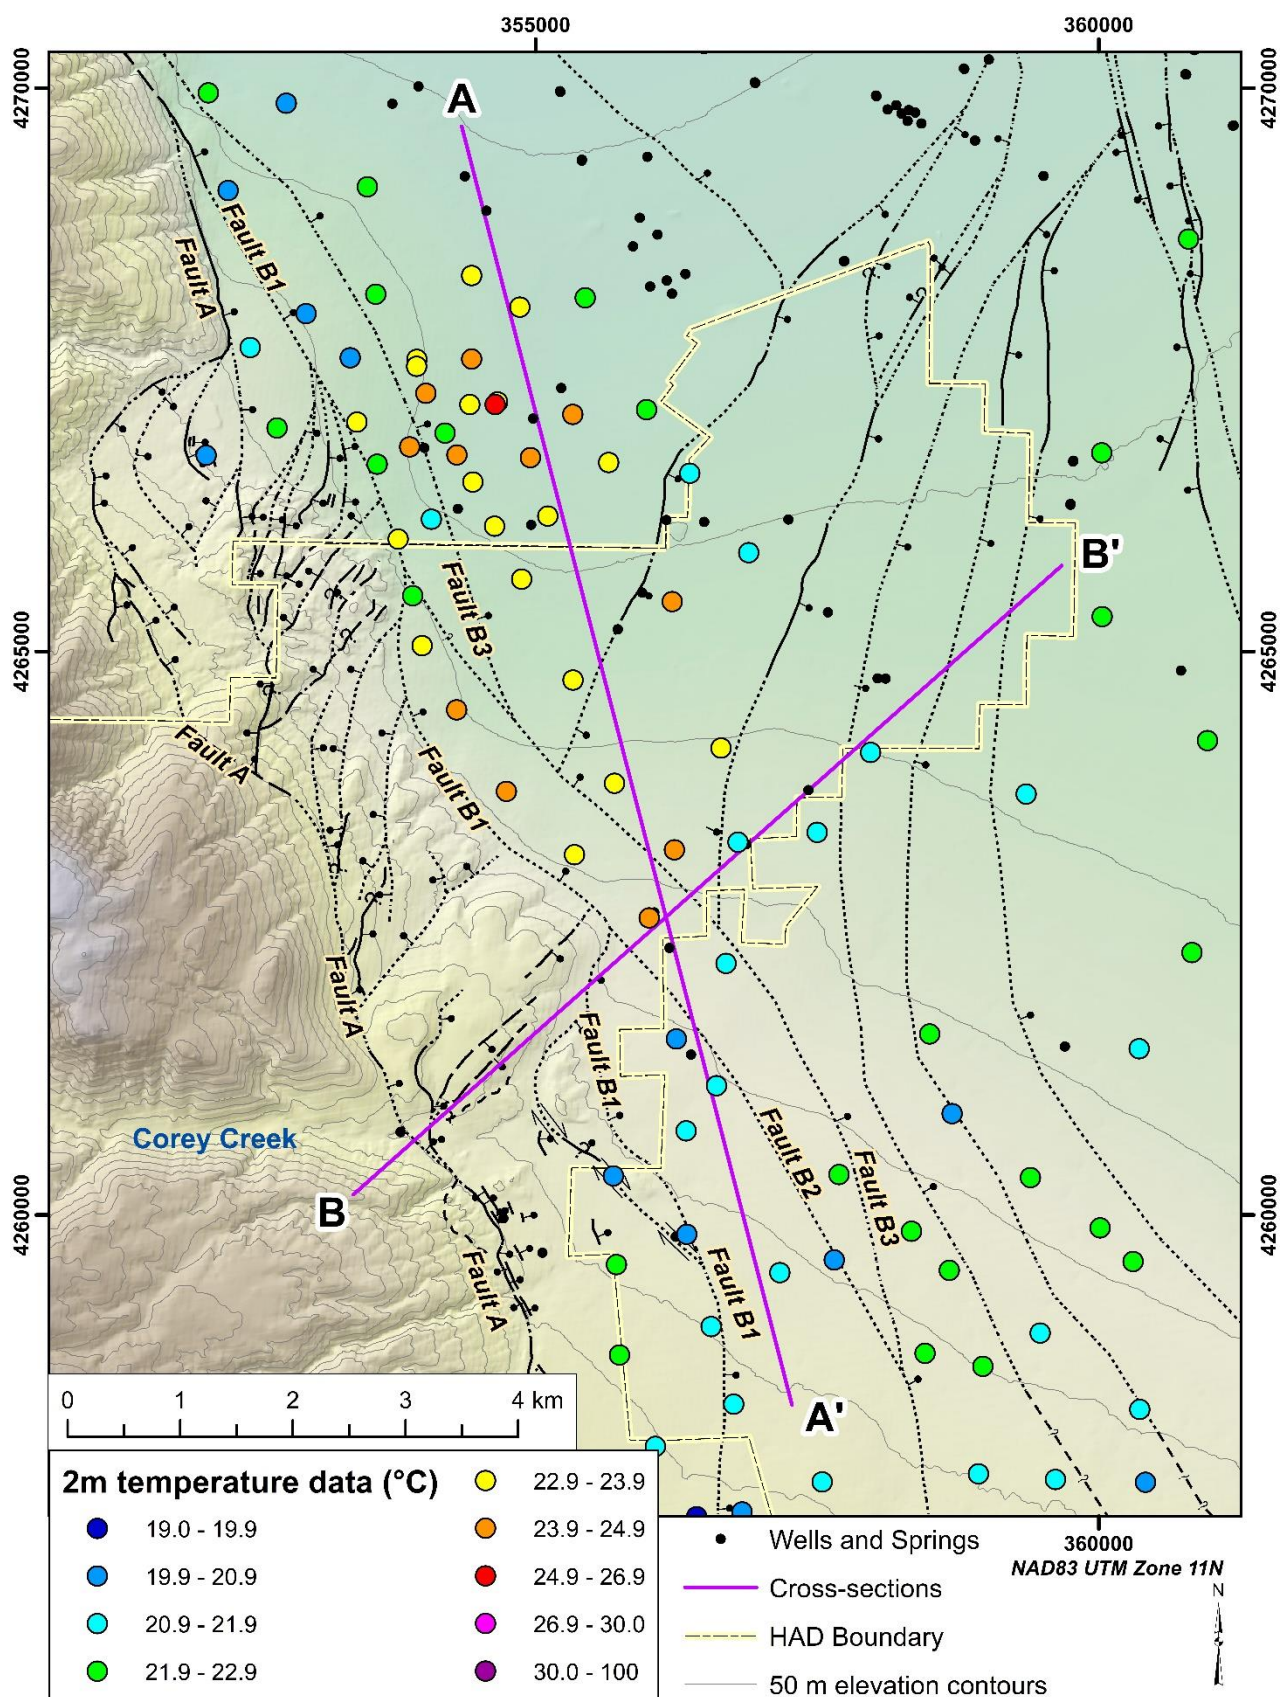 355000
360000
4270000
4270000
A
Fault B1
Fault A
B'
Fault B3
4265000
4265000
Fault A
Fault B1
Fault A
Fault B1
Corey Creek
Fault B2
Fault B3
B
4260000
4260000
Fault A
Fault B1
A'
0 1 2 3 4 km
2m temperature data (°C)
19.0 - 19.9
19.9 - 20.9
20.9 - 21.9
21.9 - 22.9
22.9 - 23.9
23.9 - 24.9
24.9 - 26.9
26.9 - 30.0
30.0 - 100
360000
Wells and Springs
NAD83 UTM Zone 11N
Cross-sections
N
HAD Boundary
50 m elevation contours